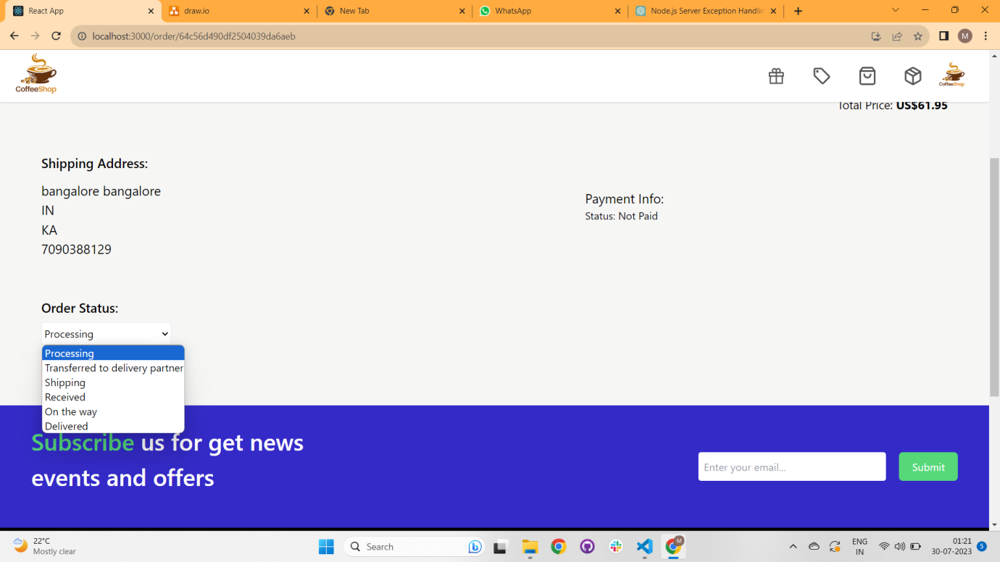 React App
draw.io
New Tab
WhatsApp
Node.js Server Exception Handlin
localhost:3000/order/64c56d490df2504039da6aeb
M
CoffeeShop
CoffeeShop
Total Price: US$61.95
Shipping Address:
bangalore bangalore
IN
KA
7090388129
Payment Info:
Status: Not Paid
Order Status:
Processing
Processing
Transferred to delivery partner
Shipping
Received
On the way
Delivered
Subscribe us for get news
events and offers
Enter your email...
Submit
22°C
Mostly clear
Search
M
ENG
IN
01:21
30-07-2023
5